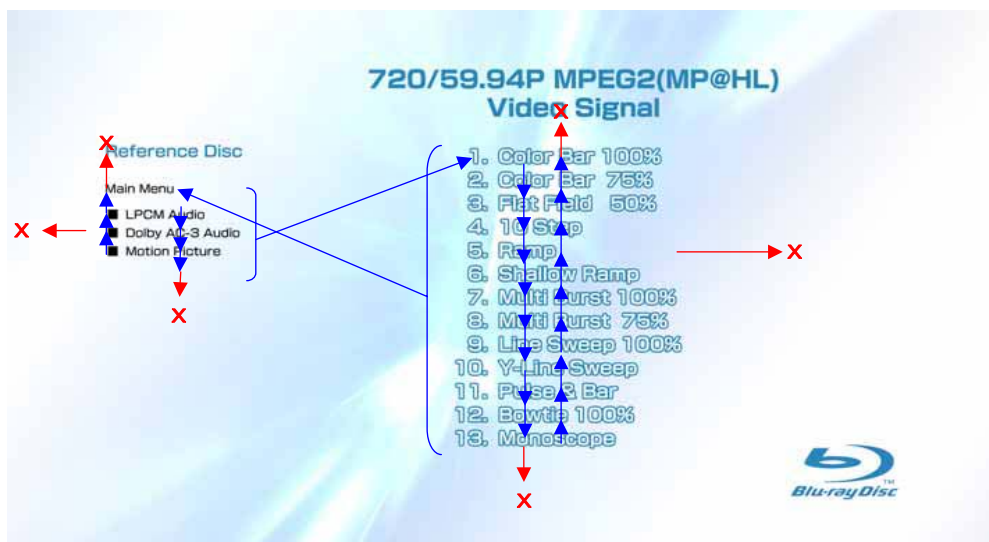 720/59.94P MPEG2(MP@HL)
Video Signal
X
X
Reference Disc
Main Menu
■ LPCM Audio
■ Dolby AC-3 Audio
■ Motion Picture
X
X
1. Color Bar 100%
2. Color Bar 75%
3. Flat Field 50%
4. 10 Step
5. Ramp
6. Shallow Ramp
7. Multi Burst 100%
8. Multi Burst 75%
9. Line Sweep 100%
10. Y-Line Sweep
11. Pulse & Bar
12. Bowtie 100%
13. Monoscope
X
X
Blu-ray Disc
TM